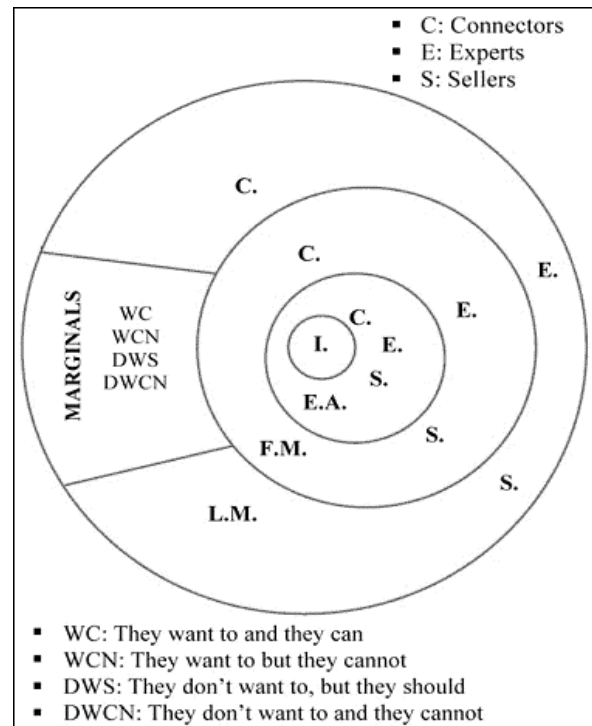 ▪ C: Connectors
▪ E: Experts
▪ S: Sellers
C.
C.
E.
E.
C.
I.
E.
S.
E.A.
MARGINALS
WC
WCN
DWS
DWCN
F.M.
S.
S.
L.M.
▪ WC: They want to and they can
▪ WCN: They want to but they cannot
▪ DWS: They don’t want to, but they should
▪ DWCN: They don’t want to and they cannot